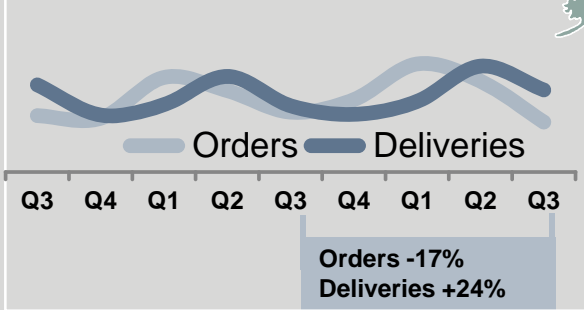 Orders Deliveries
Q3 Q4 Q1 Q2 Q3 Q4 Q1 Q2 Q3
Orders -17%
Deliveries +24%